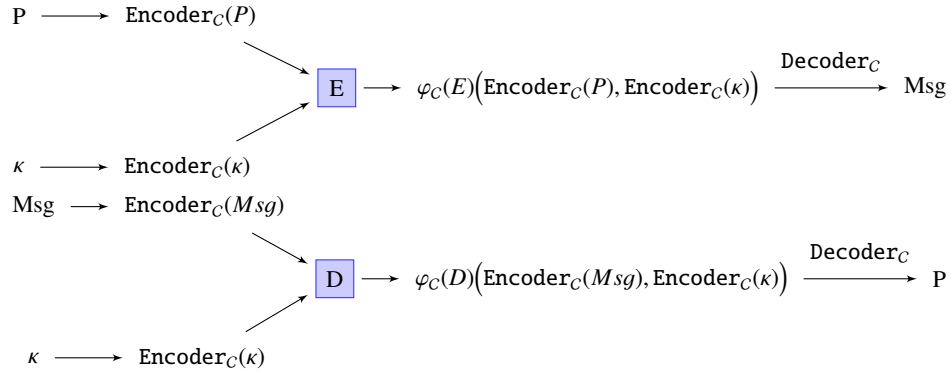 P Encoder_C(P)
E φ_C(E)(Encoder_C(P), Encoder_C(κ)) Decoder_C Msg
κ Encoder_C(κ)
Msg Encoder_C(Msg)
D φ_C(D)(Encoder_C(Msg), Encoder_C(κ)) Decoder_C P
κ Encoder_C(κ)